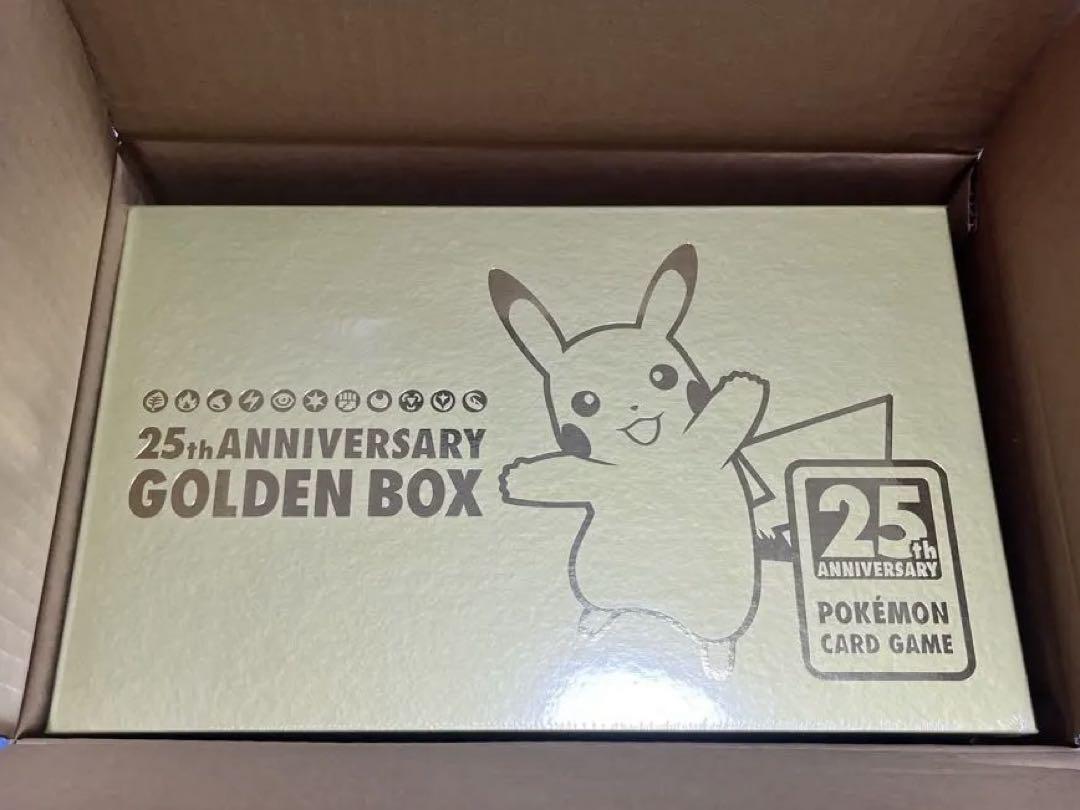 25th ANNIVERSARY
GOLDEN BOX
25th
ANNIVERSARY
POKÉMON
CARD GAME